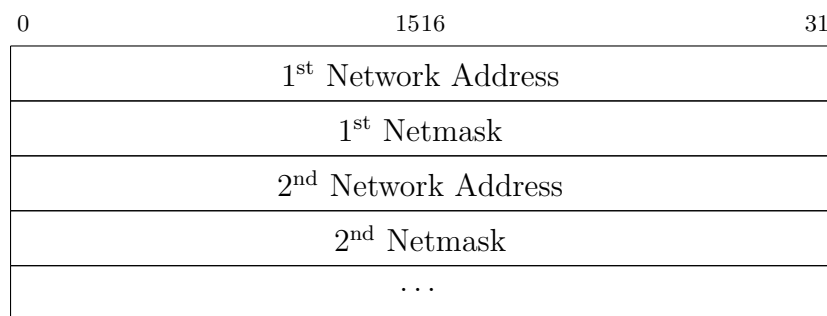 0 1516 31
1st Network Address
1st Netmask
2nd Network Address
2nd Netmask
...